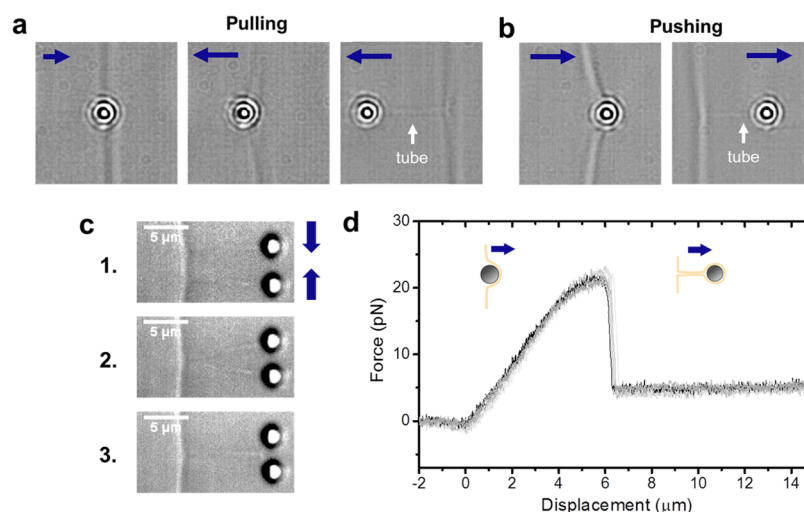 a
Pulling
tube
b
Pushing
tube
c
1.
5 µm
2.
5 µm
3.
5 µm
d
Force (pN)
30
20
10
0
-2 0 2 4 6 8 10 12 14
Displacement (µm)